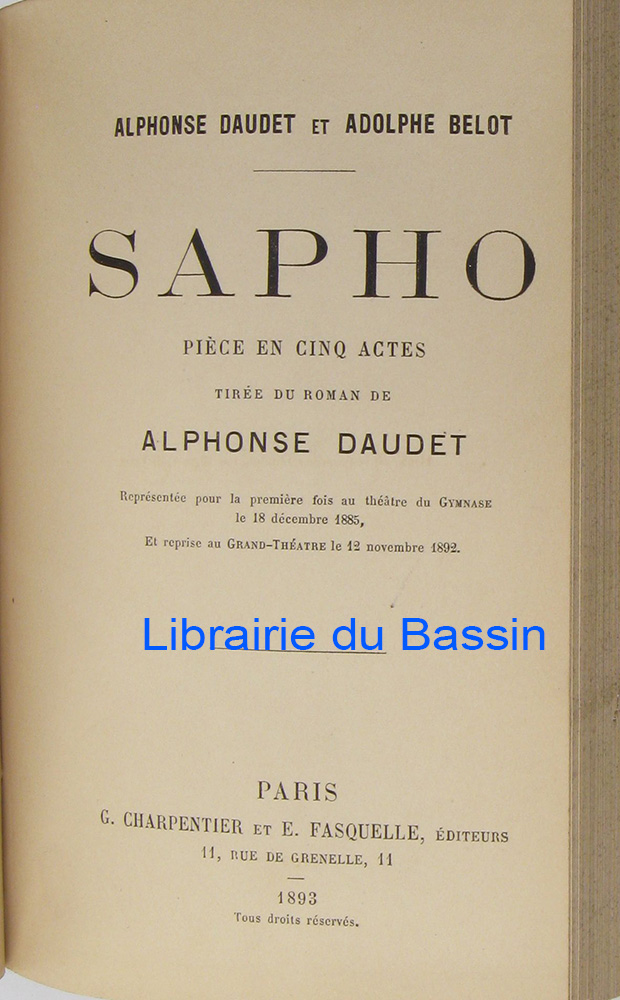 ALPHONSE DAUDET ET ADOLPHE BELOT
SAPHO
PIÈCE EN CINQ ACTES
TIRÉE DU ROMAN DE
ALPHONSE DAUDET
Représentée pour la première fois au théâtre du GYMNASE
le 18 décembre 1885,
Et reprise au GRAND-THÉATRE le 12 novembre 1892.
Librairie du Bassin
PARIS
G. CHARPENTIER ET E. FASQUELLE, ÉDITEURS
11, RUE DE GRENELLE, 11
1893
Tous droits réservés.